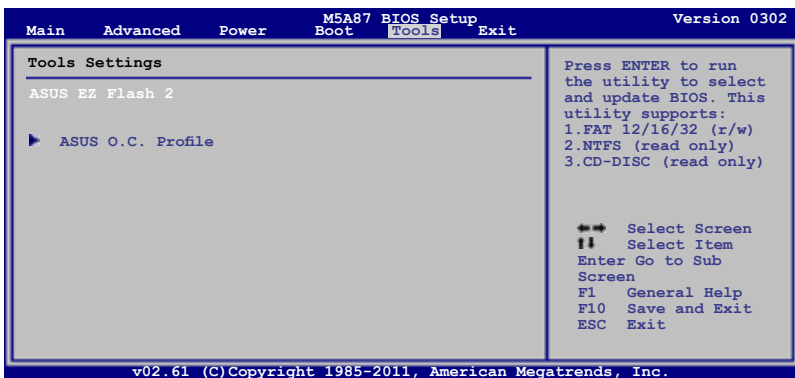 M5A87 BIOS Setup Version 0302
Main Advanced Power Boot Tools Exit
Tools Settings
ASUS EZ Flash 2
ASUS O.C. Profile
Press ENTER to run
the utility to select
and update BIOS. This
utility supports:
1.FAT 12/16/32 (r/w)
2.NTFS (read only)
3.CD-DISC (read only)
Select Screen
Select Item
Enter Go to Sub
Screen
F1 General Help
F10 Save and Exit
ESC Exit
v02.61 (C)Copyright 1985-2011, American Megatrends, Inc.